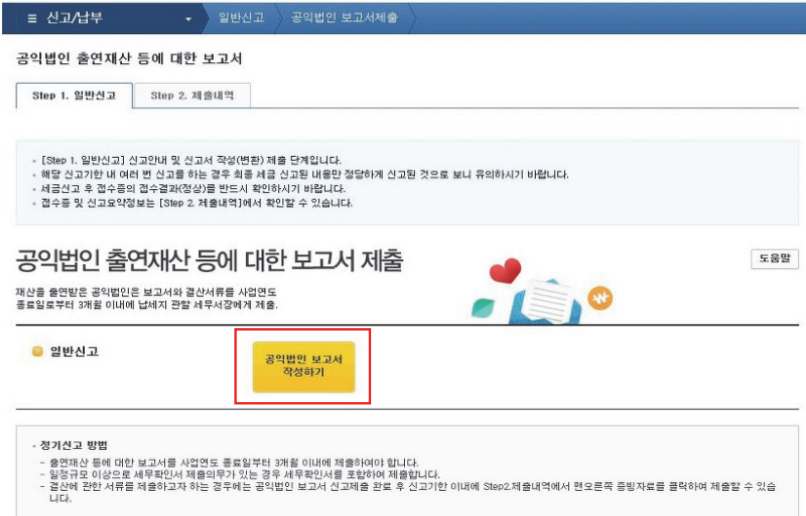 ≡ 신고/납부 일반신고 공익법인 보고서제출
공익법인 출연재산 등에 대한 보고서
Step 1. 일반신고 Step 2. 제출내역
- [Step 1. 일반신고] 신고안내 및 신고서 작성(변환) 제출 단계입니다.
- 해당 신고기한 내 여러 번 신고를 하는 경우 최종 세금 신고된 내용만 정당하게 신고된 것으로 보니 유의하시기 바랍니다.
- 세금신고 후 접수증의 접수결과(정상)를 반드시 확인하시기 바랍니다.
- 접수증 및 신고요약정보는 [Step 2. 제출내역]에서 확인할 수 있습니다.
공익법인 출연재산 등에 대한 보고서 제출
도움말
재산을 출연받은 공익법인은 보고서와 결산서류를 사업연도
종료일로부터 3개월 이내에 납세지 관할 세무서장에게 제출.
일반신고
공익법인 보고서
작성하기
- 정기신고 방법
- 출연재산 등에 대한 보고서를 사업연도 종료일부터 3개월 이내에 제출하여야 합니다.
- 일정규모 이상으로 세무확인서 제출의무가 있는 경우 세무확인서를 포함하여 제출합니다.
- 결산에 관한 서류를 제출하고자 하는 경우에는 공익법인 보고서 신고제출 완료 후 신고기한 이내에 Step2.제출내역에서 맨오른쪽 증빙자료를 클릭하여 제출할 수 있습
니다.